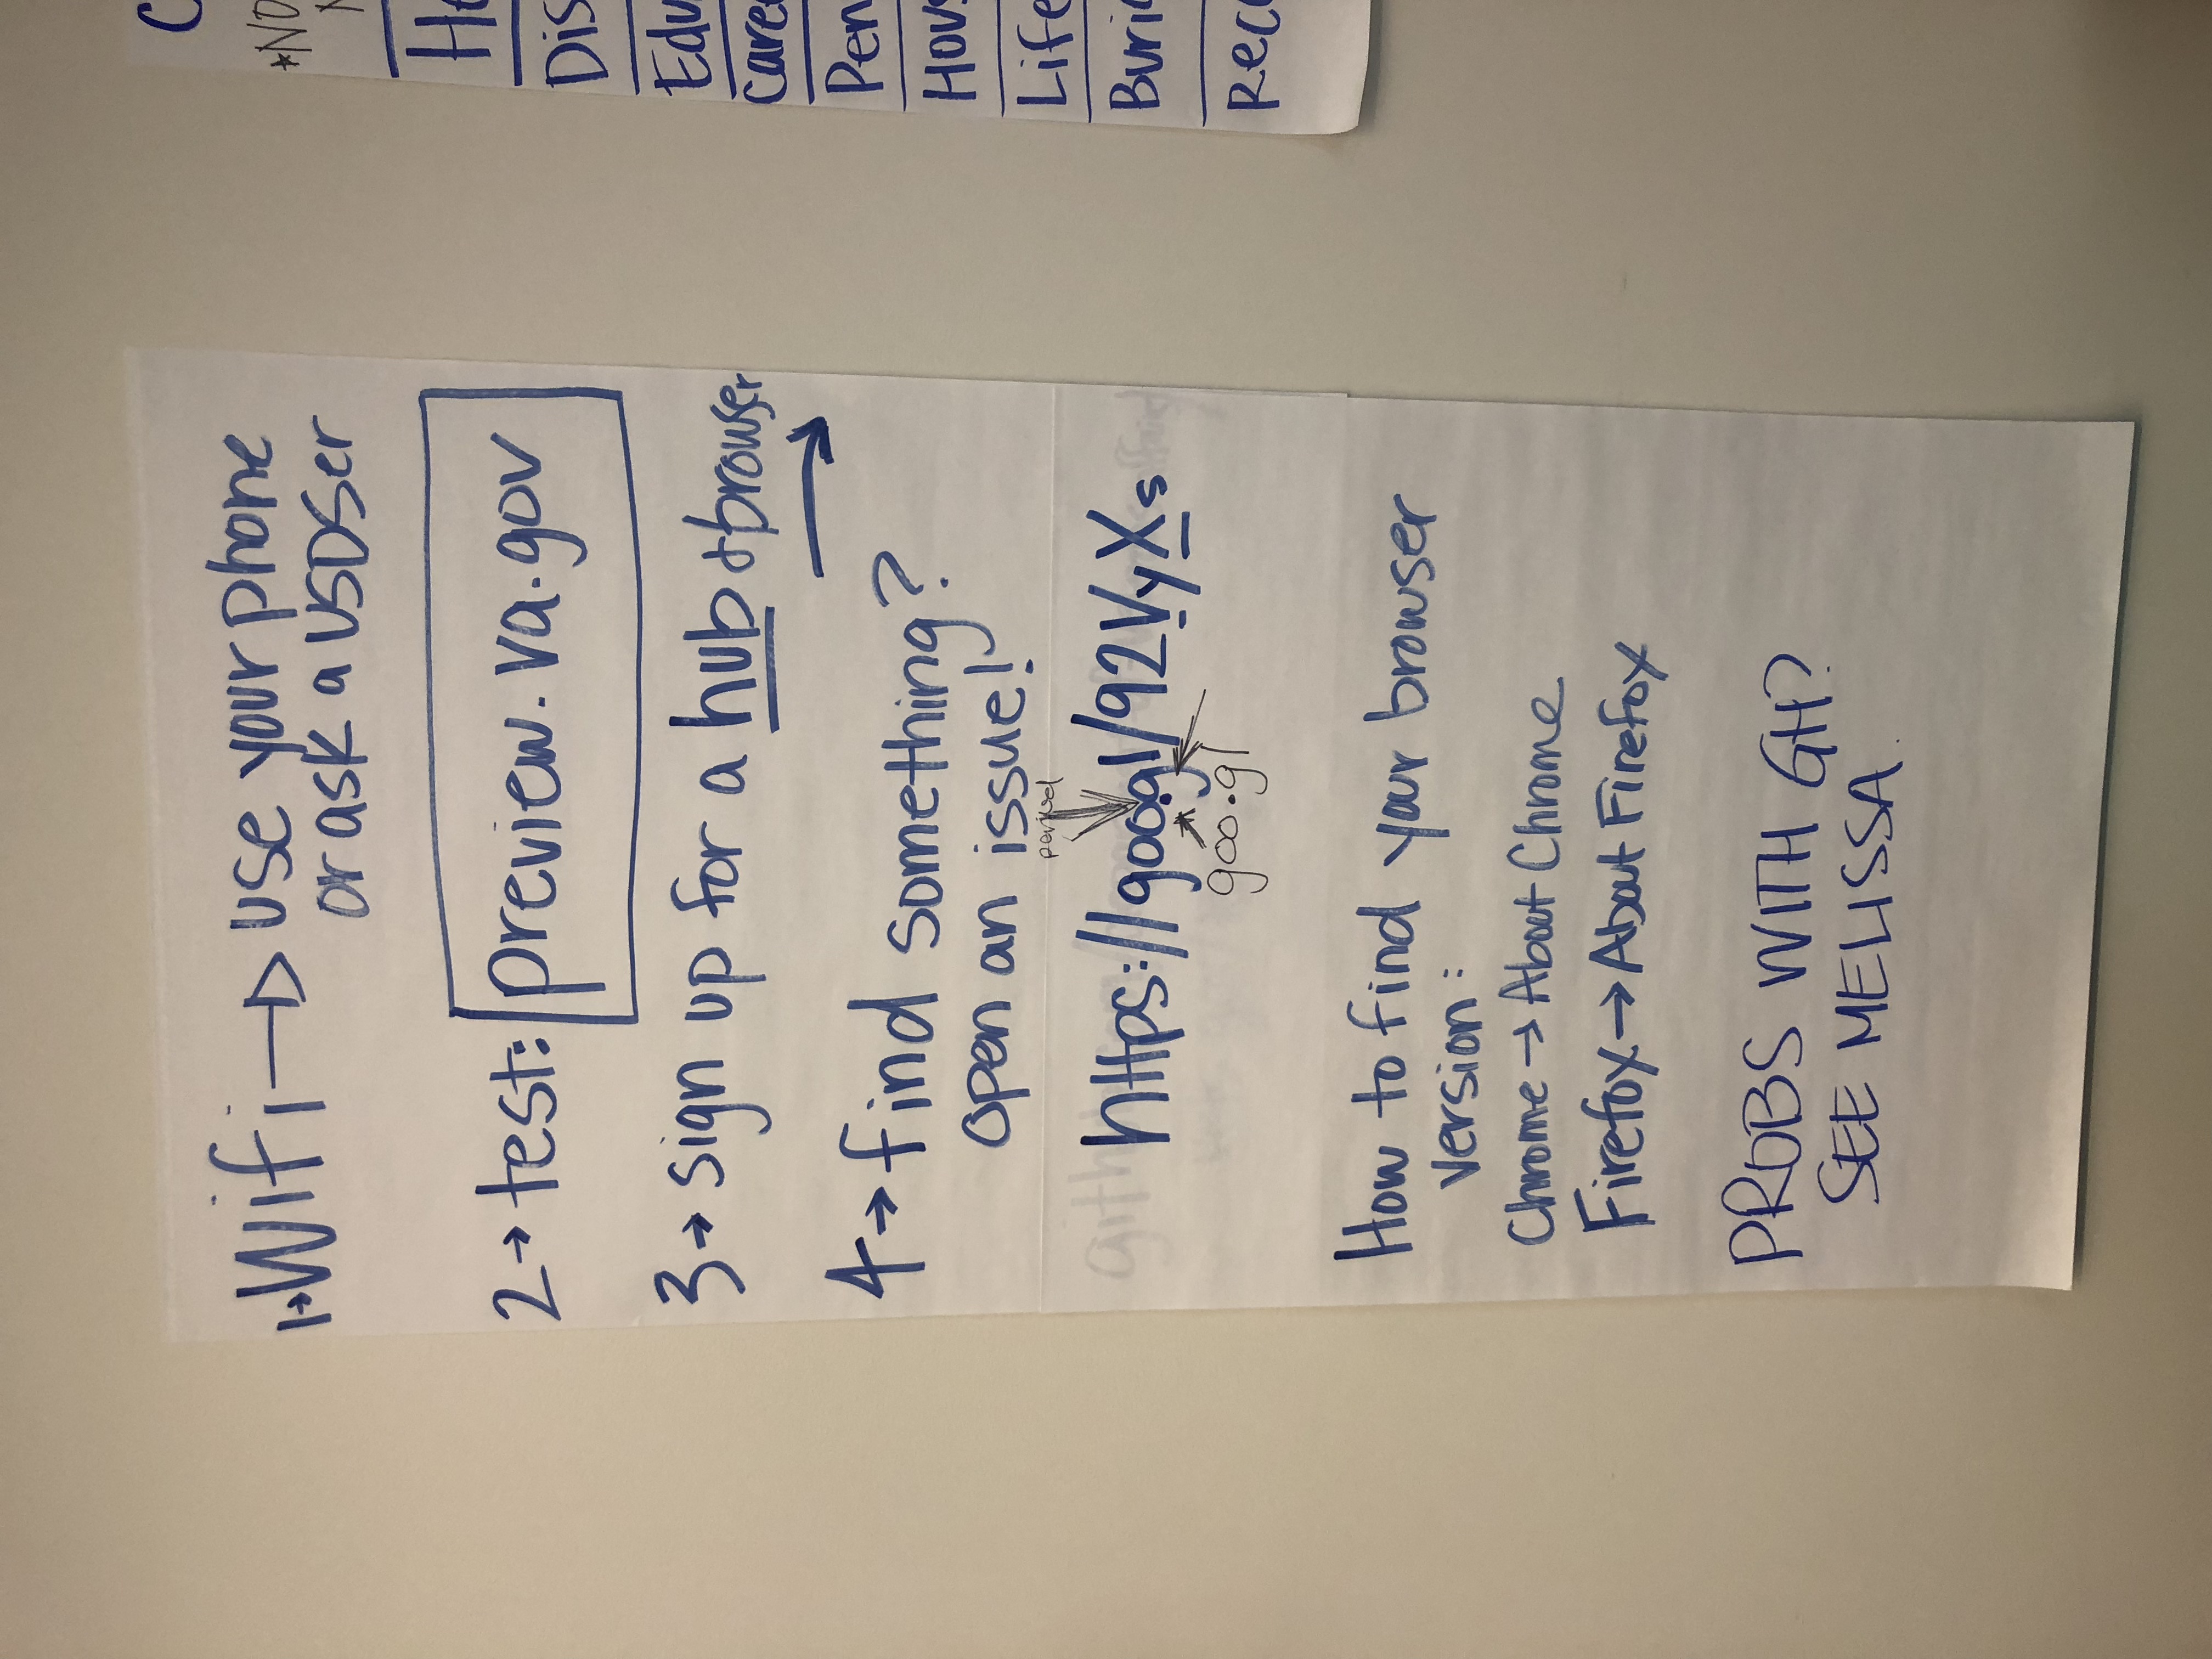 1→Wifi → use your phone
or ask a USDSer
2→ test: preview.va.gov
3→ sign up for a hub + browser
→
4→ find something?
open an issue!
period
https://goo.gl/92VyXs
goo.gl
How to find your browser
version:
Chrome → About Chrome
Firefox → About Firefox
PROBS WITH GH?
SEE MELISSA.
C
*NO
He
Dis
Edu
Care
Pen
Hous
Life
Buri
Rec